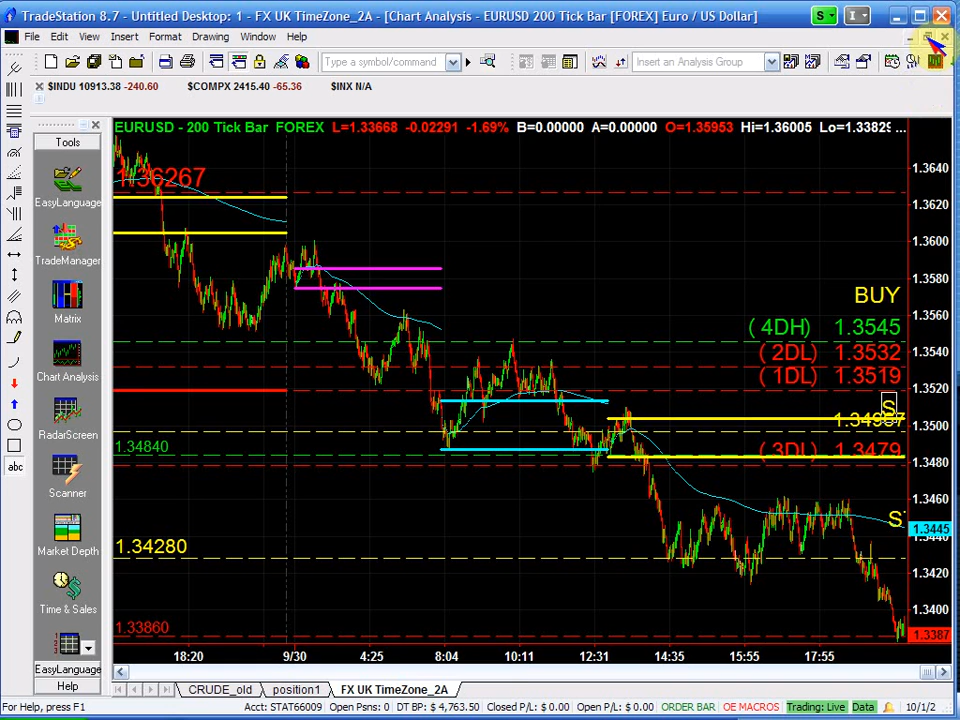 TradeStation 8.7 - Untitled Desktop: 1 - FX UK TimeZone_2A - [Chart Analysis - EURUSD 200 Tick Bar [FOREX] Euro / US Dollar]
S
I
File Edit View Insert Format Drawing Window Help
Type a symbol/command
Insert an Analysis Group
$INDU 10913.38 -240.60 $COMPX 2415.40 -65.36 $INX N/A
EURUSD - 200 Tick Bar FOREX L=1.33668 -0.02291 -1.69% B=0.00000 A=0.00000 O=1.35953 Hi=1.36005 Lo=1.33829 ...
Tools
EasyLanguage
TradeManager
Matrix
Chart Analysis
RadarScreen
Scanner
Market Depth
Time & Sales
EasyLanguage
Help
abc
1.36267
1.34840
1.34280
1.33860
BUY
( 4DH) 1.3545
( 2DL) 1.3532
( 1DL) 1.3519
S
1.34987
( 3DL) 1.3479
S
1.3640
1.3620
1.3600
1.3580
1.3560
1.3540
1.3520
1.3500
1.3480
1.3460
1.3445
1.3440
1.3420
1.3400
1.3387
18:20 9/30 4:25 8:04 10:11 12:31 14:35 15:55 17:55
CRUDE_old position1 FX UK TimeZone_2A
For Help, press F1 Acct: STAT66009 Open Psns: 0 DT BP: $ 4,763.50 Closed P/L: $ 0.00 Open P/L: $ 0.00 ORDER BAR OE MACROS Trading: Live Data 10/1/2